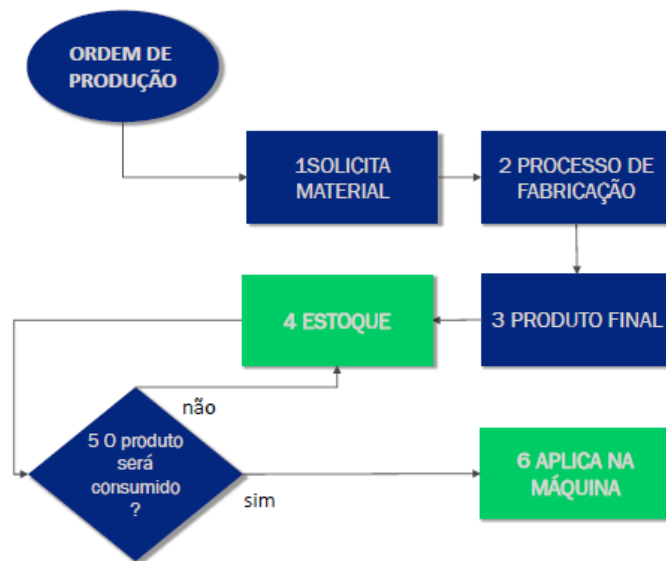 ORDEM DE
PRODUÇÃO
1SOLICITA
MATERIAL
2 PROCESSO DE
FABRICAÇÃO
4 ESTOQUE
3 PRODUTO FINAL
não
5 O produto
será
consumido
?
sim
6 APLICA NA
MÁQUINA